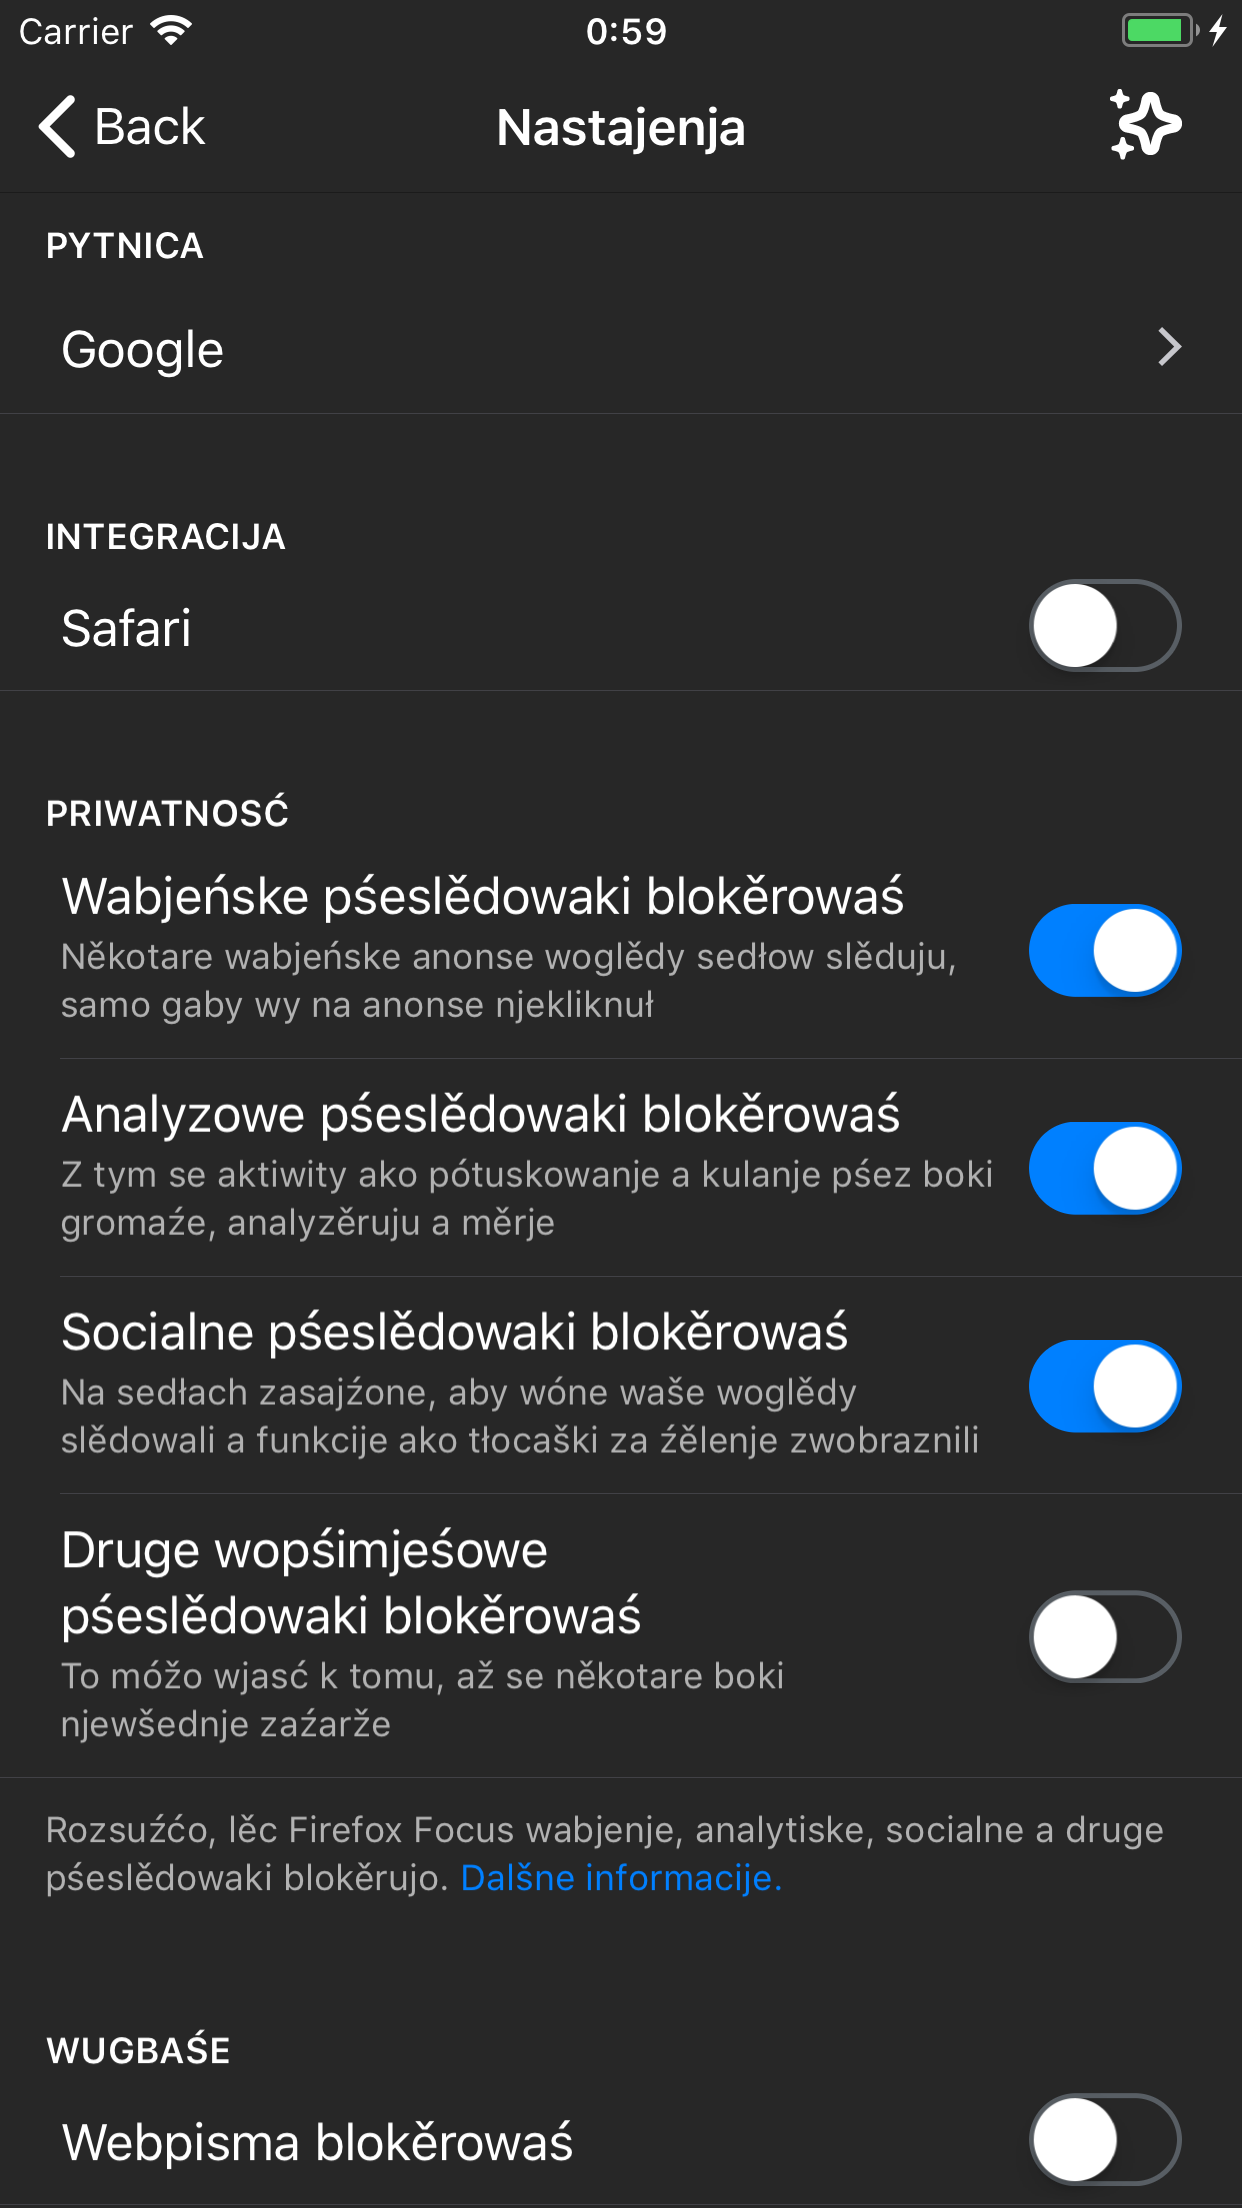 Carrier
0:59
Back
Nastajenja
PYTNICA
Google
INTEGRACIJA
Safari
PRIWATNOSĆ
Wabjeńske pśeslědowaki blokěrowaś
Někotare wabjeńske anonse woglědy sedłow slěduju,
samo gaby wy na anonse njekliknuł
Analyzowe pśeslědowaki blokěrowaś
Z tym se aktiwity ako pótuskowanje a kulanje pśez boki
gromaźe, analyzěruju a měrje
Socialne pśeslědowaki blokěrowaś
Na sedłach zasajźone, aby wóne waše woglědy
slědowali a funkcije ako tłocaški za źělenje zwobraznili
Druge wopśimjeśowe
pśeslědowaki blokěrowaś
To móžo wjasć k tomu, až se někotare boki
njewšednje zaźarže
Rozsuźćo, lěc Firefox Focus wabjenje, analytiske, socialne a druge
pśeslědowaki blokěrujo. Dalšne informacije.
WUGBAŚE
Webpisma blokěrowaś